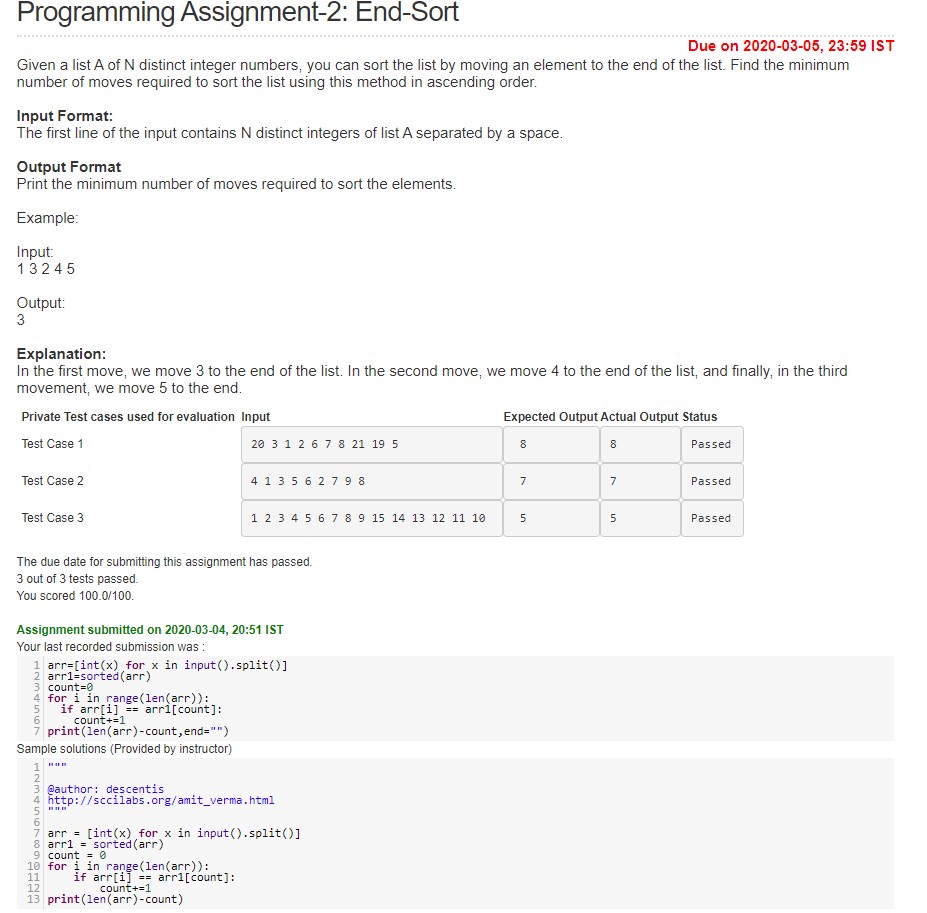 Programming Assignment-2: End-Sort
Due on 2020-03-05, 23:59 IST
Given a list A of N distinct integer numbers, you can sort the list by moving an element to the end of the list. Find the minimum
number of moves required to sort the list using this method in ascending order.
Input Format:
The first line of the input contains N distinct integers of list A separated by a space.
Output Format
Print the minimum number of moves required to sort the elements.
Example:
Input:
1 3 2 4 5
Output:
3
Explanation:
In the first move, we move 3 to the end of the list. In the second move, we move 4 to the end of the list, and finally, in the third
movement, we move 5 to the end.
Private Test cases used for evaluation Input Expected Output Actual Output Status
Test Case 1 20 3 1 2 6 7 8 21 19 5 8 8 Passed
Test Case 2 4 1 3 5 6 2 7 9 8 7 7 Passed
Test Case 3 1 2 3 4 5 6 7 8 9 15 14 13 12 11 10 5 5 Passed
The due date for submitting this assignment has passed.
3 out of 3 tests passed.
You scored 100.0/100.
Assignment submitted on 2020-03-04, 20:51 IST
Your last recorded submission was :
1 arr=[int(x) for x in input().split()]
2 arr1=sorted(arr)
3 count=0
4 for i in range(len(arr)):
5 if arr[i] == arr1[count]:
6 count+=1
7 print(len(arr)-count,end="")
Sample solutions (Provided by instructor)
1 """
2
3 @author: descentis
4 http://sccilabs.org/amit_verma.html
5 """
6
7 arr = [int(x) for x in input().split()]
8 arr1 = sorted(arr)
9 count = 0
10 for i in range(len(arr)):
11 if arr[i] == arr1[count]:
12 count+=1
13 print(len(arr)-count)